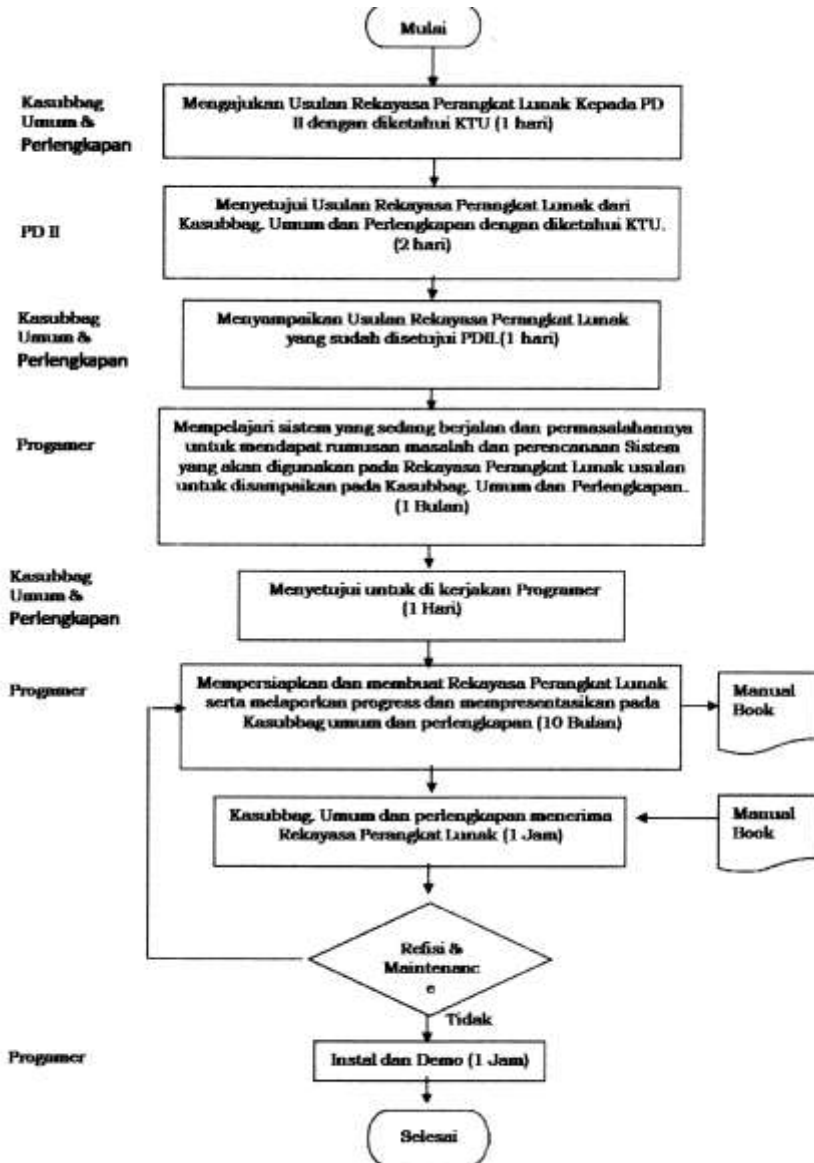 Mulai
Kasubbag
Umum &
Perlengkapan
Mengajukan Usulan Rekayasa Perangkat Lunak Kepada PD
II dengan diketahui KTU (1 hari)
PD II
Menyetujui Usulan Rekayasa Perangkat Lunak dari
Kasubbag. Umum dan Perlengkapan dengan diketahui KTU.
(2 hari)
Kasubbag
Umum &
Perlengkapan
Menyampaikan Usulan Rekayasa Perangkat Lunak
yang sudah disetujui PDII.(1 hari)
Progamer
Mempelajari sistem yang sedang berjalan dan permasalahannya
untuk mendapat rumusan masalah dan perencanaan Sistem
yang akan digunakan pada Rekayasa Perangkat Lunak usulan
untuk disampaikan pada Kasubbag. Umum dan Perlengkapan.
(1 Bulan)
Kasubbag
Umum &
Perlengkapan
Menyetujui untuk di kerjakan Programer
(1 Hari)
Progamer
Mempersiapkan dan membuat Rekayasa Perangkat Lunak
serta melaporkan progress dan mempresentasikan pada
Kasubbag umum dan perlengkapan (10 Bulan)
Manual
Book
Kasubbag. Umum dan perlengkapan menerima
Rekayasa Perangkat Lunak (1 Jam)
Manual
Book
Refisi &
Maintenanc
e
Tidak
Progamer
Instal dan Demo (1 Jam)
Selesai